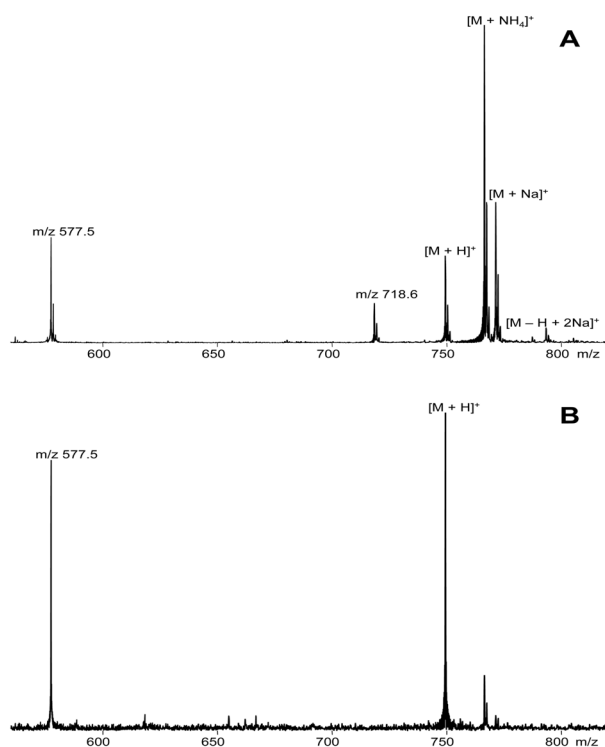 [M + NH₄]⁺
A
[M + Na]⁺
m/z 577.5
[M + H]⁺
m/z 718.6
[M – H + 2Na]⁺
600 650 700 750 800 m/z
[M + H]⁺
B
m/z 577.5
600 650 700 750 800 m/z